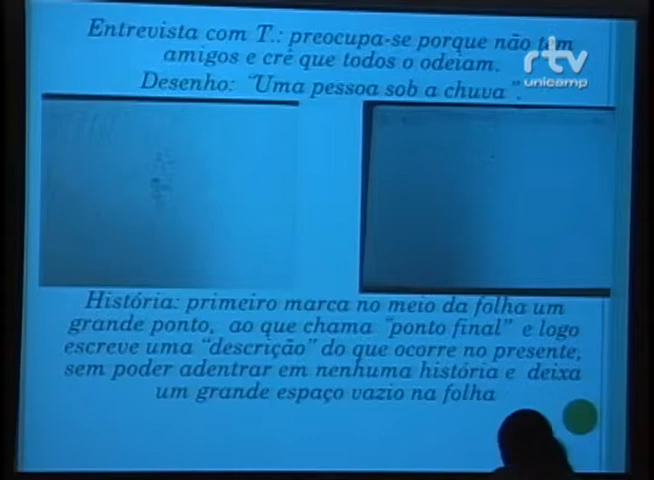 Entrevista com T.: preocupa-se porque não tem
amigos e crê que todos o odeiam.
rtv
unicamp
Desenho: "Uma pessoa sob a chuva".
História: primeiro marca no meio da folha um
grande ponto, ao que chama "ponto final" e logo
escreve uma "descrição" do que ocorre no presente,
sem poder adentrar em nenhuma história e deixa
um grande espaço vazio na folha